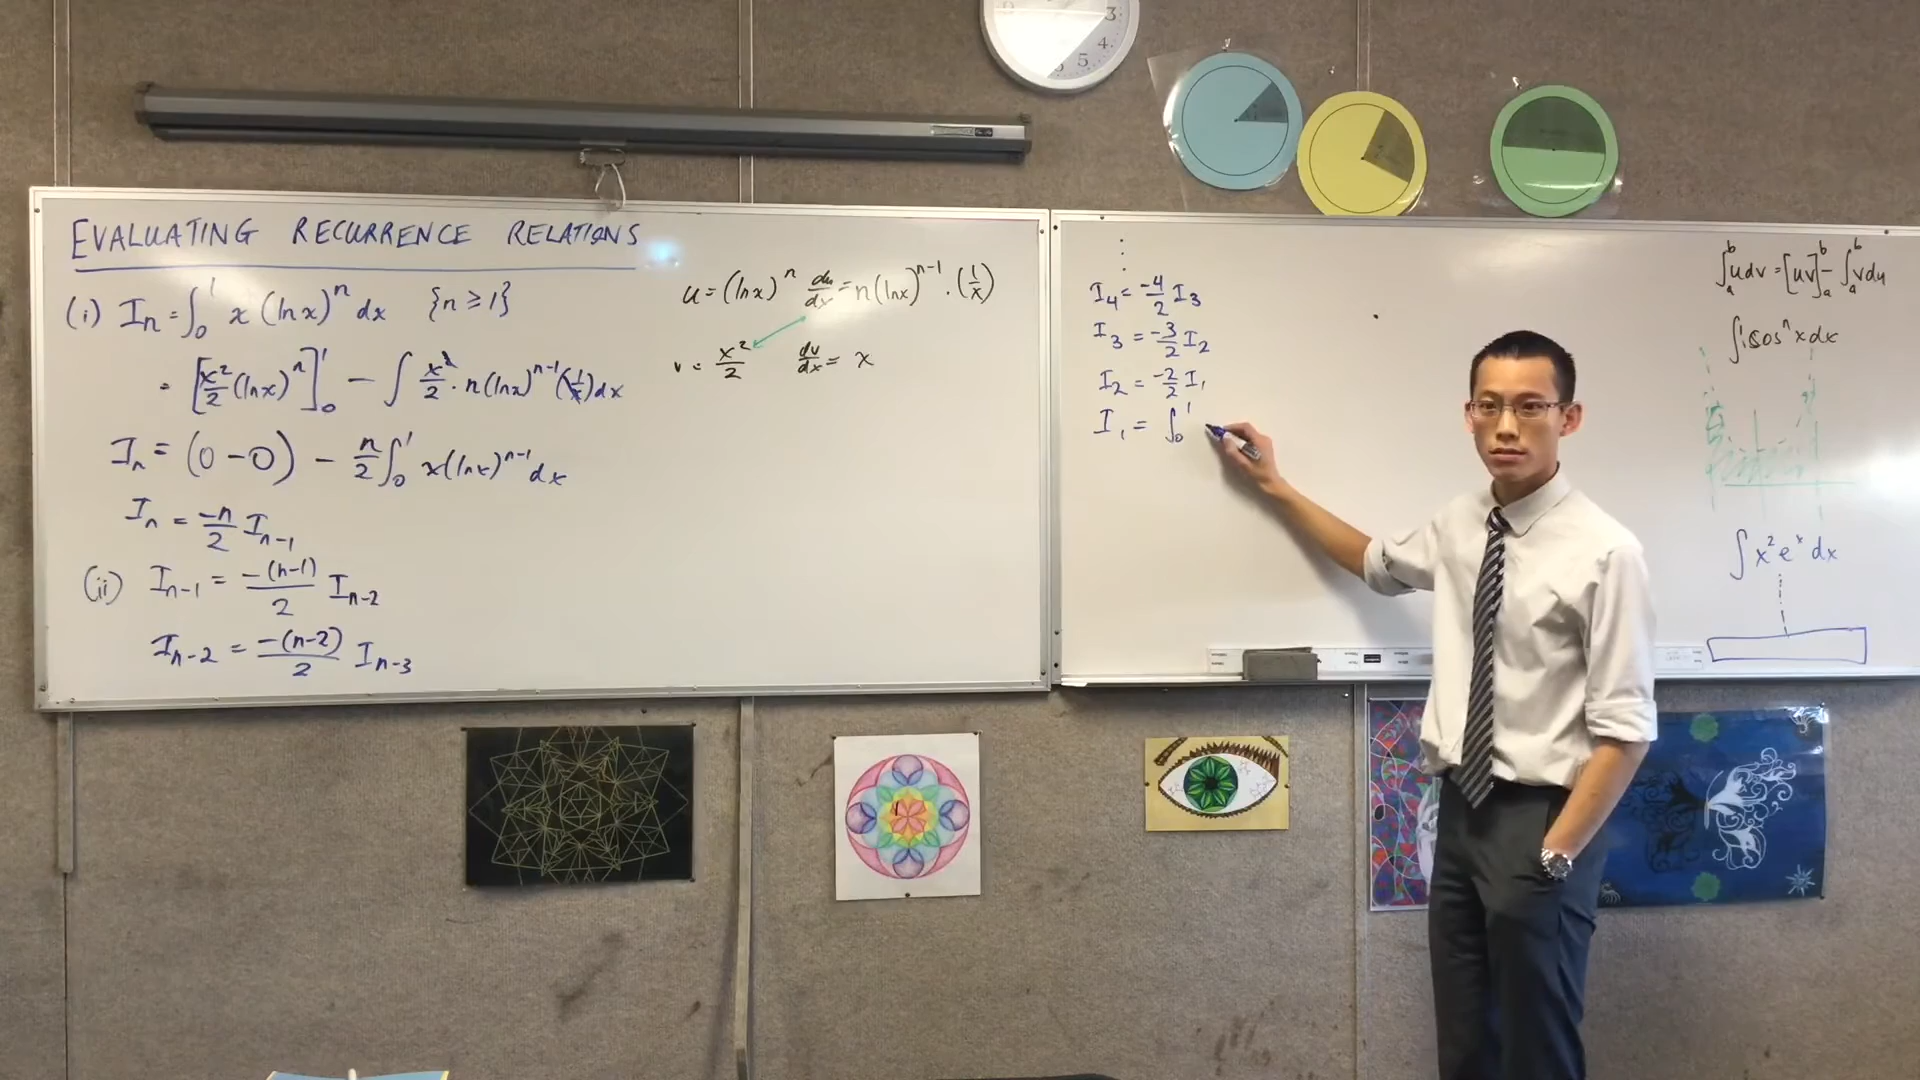 3
4
5
6
EVALUATING RECURRENCE RELATIONS
(i) Iₙ = ∫₀¹ x (ln x)ⁿ dx {n ≥ 1}
= [x²/2 (ln x)ⁿ]₀¹ − ∫ x²/2 · n(ln x)ⁿ⁻¹ (1/x) dx
Iₙ = (0 − 0) − n/2 ∫₀¹ x(ln x)ⁿ⁻¹ dx
Iₙ = −n/2 Iₙ₋₁
(ii) Iₙ₋₁ = −(n−1)/2 Iₙ₋₂
Iₙ₋₂ = −(n−2)/2 Iₙ₋₃
u = (ln x)ⁿ du/dx = n(ln x)ⁿ⁻¹ · (1/x)
v = x²/2 dv/dx = x
⋮
I₄ = −4/2 I₃
I₃ = −3/2 I₂
I₂ = −2/2 I₁
I₁ = ∫₀¹
∫ₐᵇ u dv = [uv]ₐᵇ − ∫ₐᵇ v du
∫ x² eˣ dx